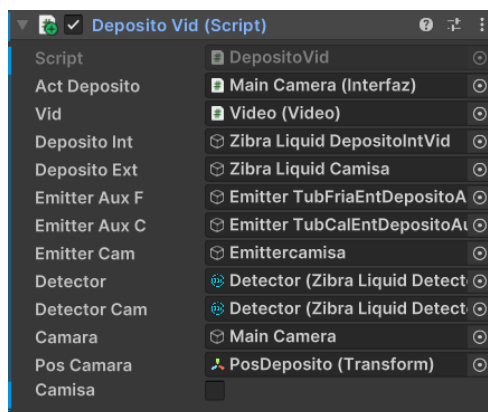 Deposito Vid (Script)
Script DepositoVid
Act Deposito Main Camera (Interfaz)
Vid Video (Video)
Deposito Int Zibra Liquid DepositoIntVid
Deposito Ext Zibra Liquid Camisa
Emitter Aux F Emitter TubFriaEntDepositoA
Emitter Aux C Emitter TubCalEntDepositoAu
Emitter Cam Emittercamisa
Detector Detector (Zibra Liquid Detect
Detector Cam Detector (Zibra Liquid Detect
Camara Main Camera
Pos Camara PosDeposito (Transform)
Camisa